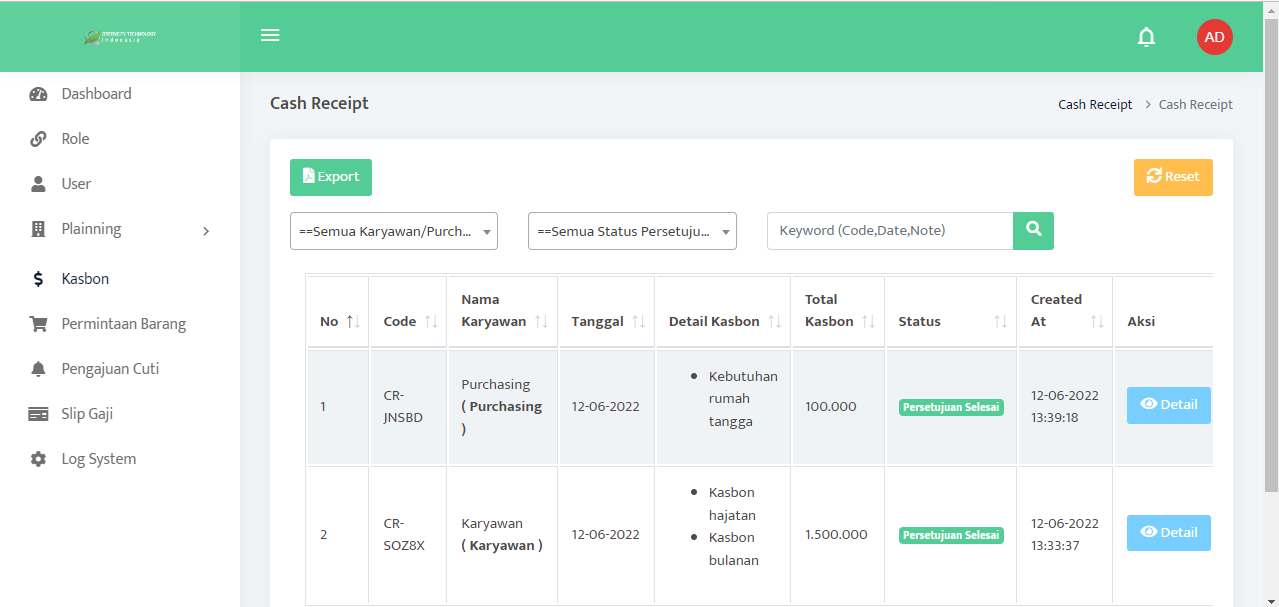 GREENCITY TECHNOLOGY
Indonesia
AD
Dashboard
Role
User
Plainning
Kasbon
Permintaan Barang
Pengajuan Cuti
Slip Gaji
Log System
Cash Receipt
Cash Receipt > Cash Receipt
Export
Reset
==Semua Karyawan/Purch...
==Semua Status Persetuju...
Keyword (Code,Date,Note)
No
Code
Nama
Karyawan
Tanggal
Detail Kasbon
Total
Kasbon
Status
Created
At
Aksi
1
CR-
JNSBD
Purchasing
( Purchasing
)
12-06-2022
• Kebutuhan
rumah
tangga
100.000
Persetujuan Selesai
12-06-2022
13:39:18
Detail
2
CR-
SOZ8X
Karyawan
( Karyawan )
12-06-2022
• Kasbon
hajatan
• Kasbon
bulanan
1.500.000
Persetujuan Selesai
12-06-2022
13:33:37
Detail